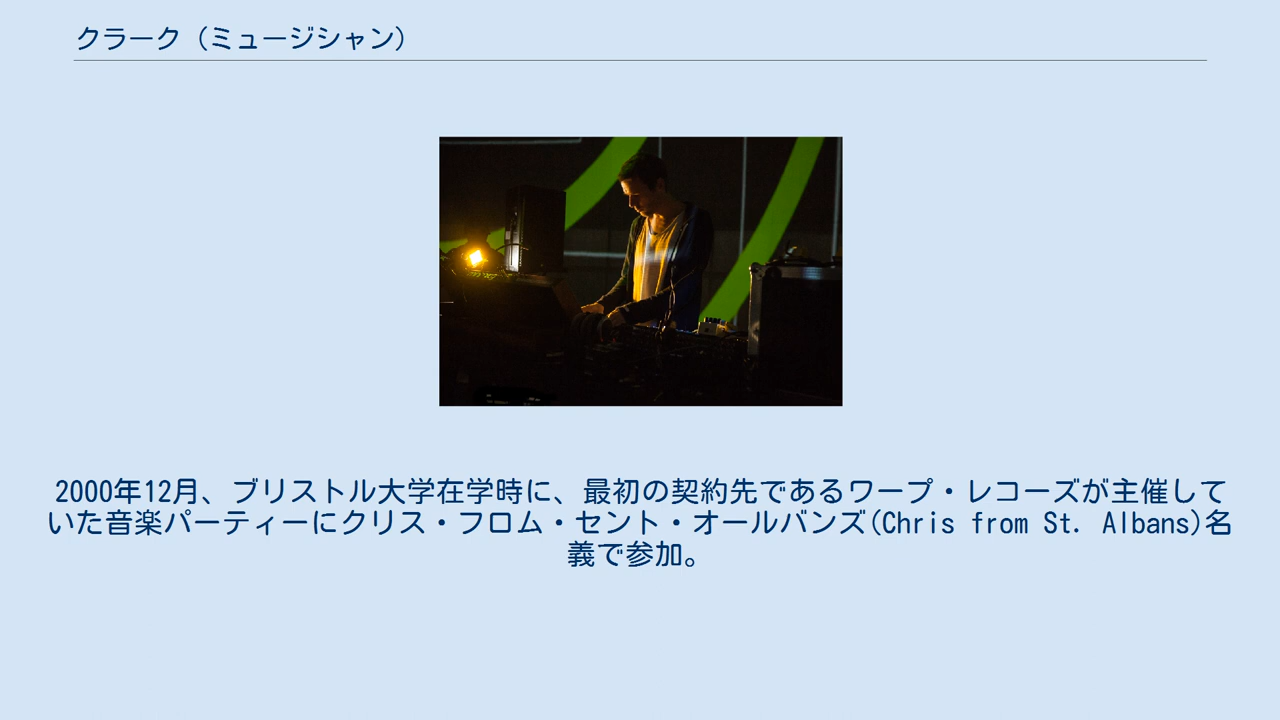 クラーク（ミュージシャン）
2000年12月、ブリストル大学在学時に、最初の契約先であるワープ・レコーズが主催して
いた音楽パーティーにクリス・フロム・セント・オールバンズ(Chris from St. Albans)名
義で参加。